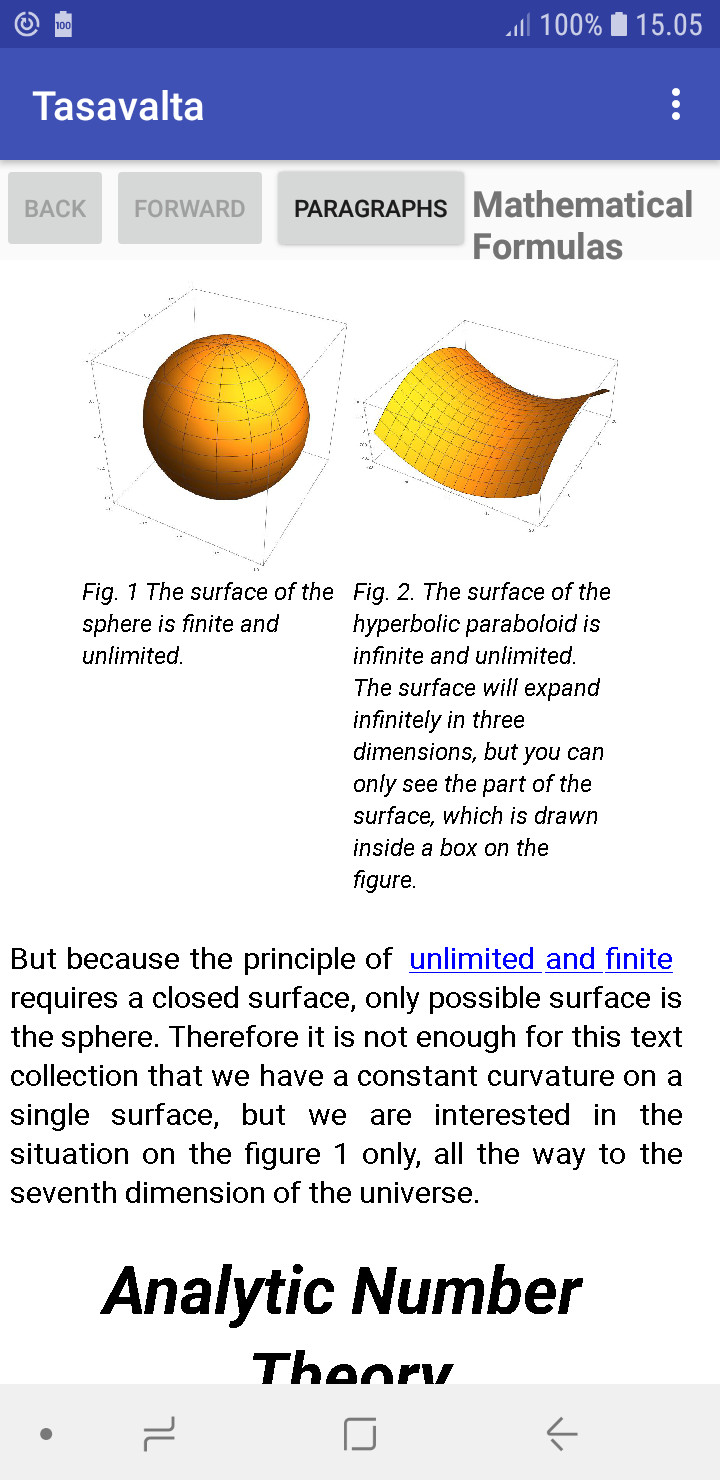 100
100% 15.05
Tasavalta
BACK
FORWARD
PARAGRAPHS
Mathematical
Formulas
Fig. 1 The surface of the
sphere is finite and
unlimited.
Fig. 2. The surface of the
hyperbolic paraboloid is
infinite and unlimited.
The surface will expand
infinitely in three
dimensions, but you can
only see the part of the
surface, which is drawn
inside a box on the
figure.
But because the principle of unlimited and finite
requires a closed surface, only possible surface is
the sphere. Therefore it is not enough for this text
collection that we have a constant curvature on a
single surface, but we are interested in the
situation on the figure 1 only, all the way to the
seventh dimension of the universe.
Analytic Number
Theory